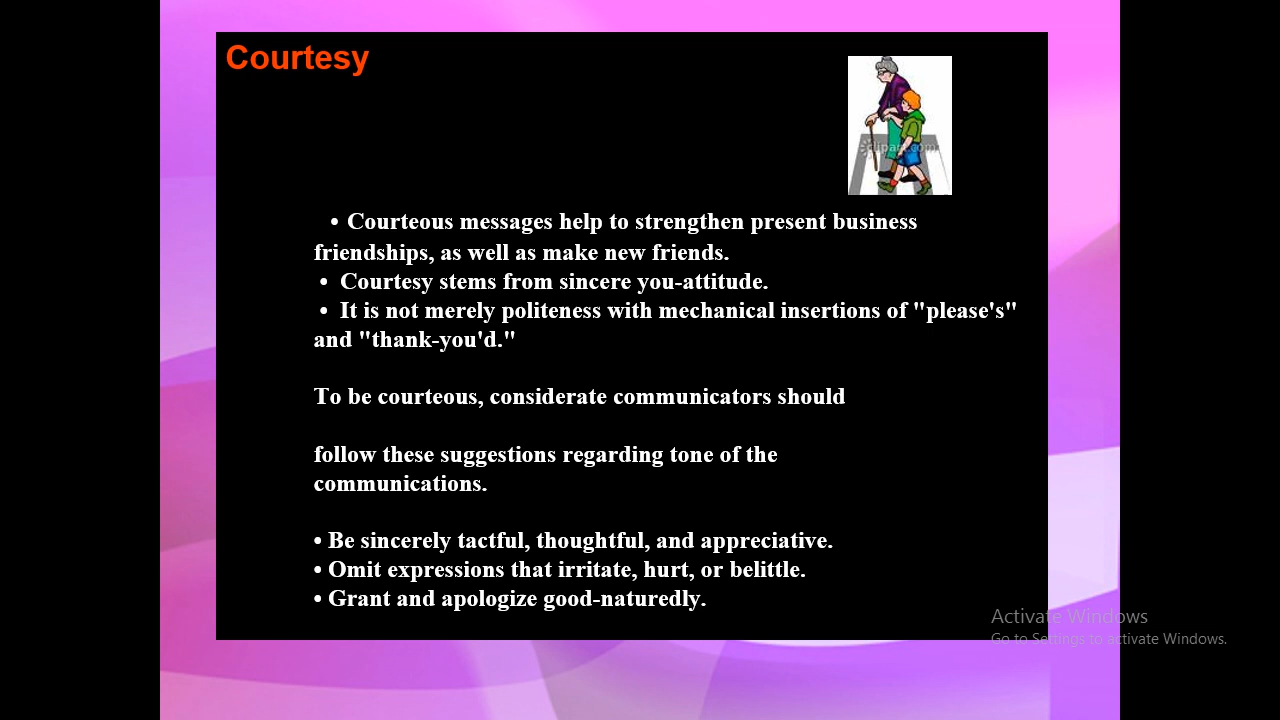 Courtesy
clipart.com
• Courteous messages help to strengthen present business
friendships, as well as make new friends.
• Courtesy stems from sincere you-attitude.
• It is not merely politeness with mechanical insertions of "please's"
and "thank-you'd."
To be courteous, considerate communicators should
follow these suggestions regarding tone of the
communications.
• Be sincerely tactful, thoughtful, and appreciative.
• Omit expressions that irritate, hurt, or belittle.
• Grant and apologize good-naturedly.
Activate Windows
Go to Settings to activate Windows.